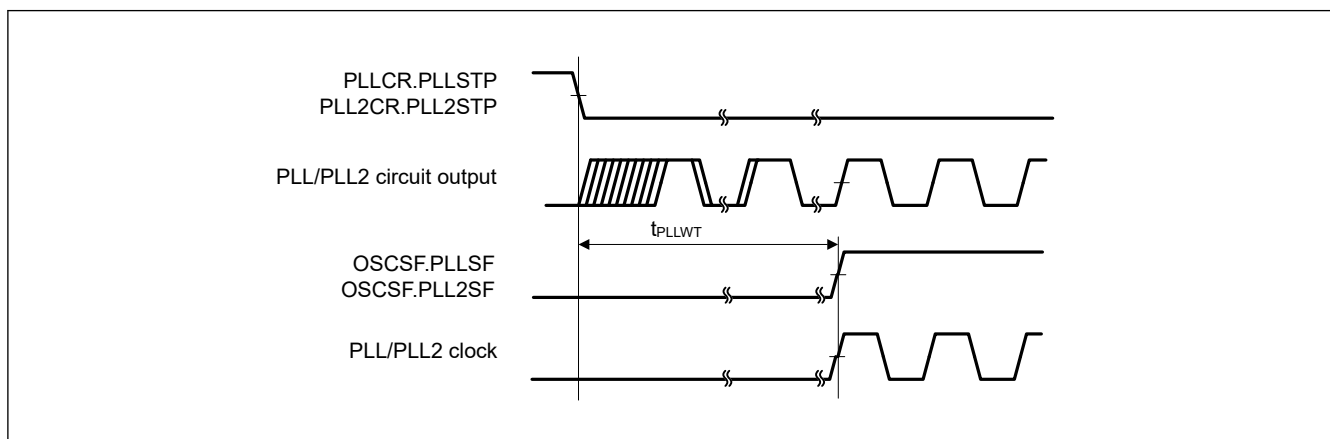 PLLCR.PLLSTP
PLL2CR.PLL2STP
PLL/PLL2 circuit output
tPLLWT
OSCSF.PLLSF
OSCSF.PLL2SF
PLL/PLL2 clock